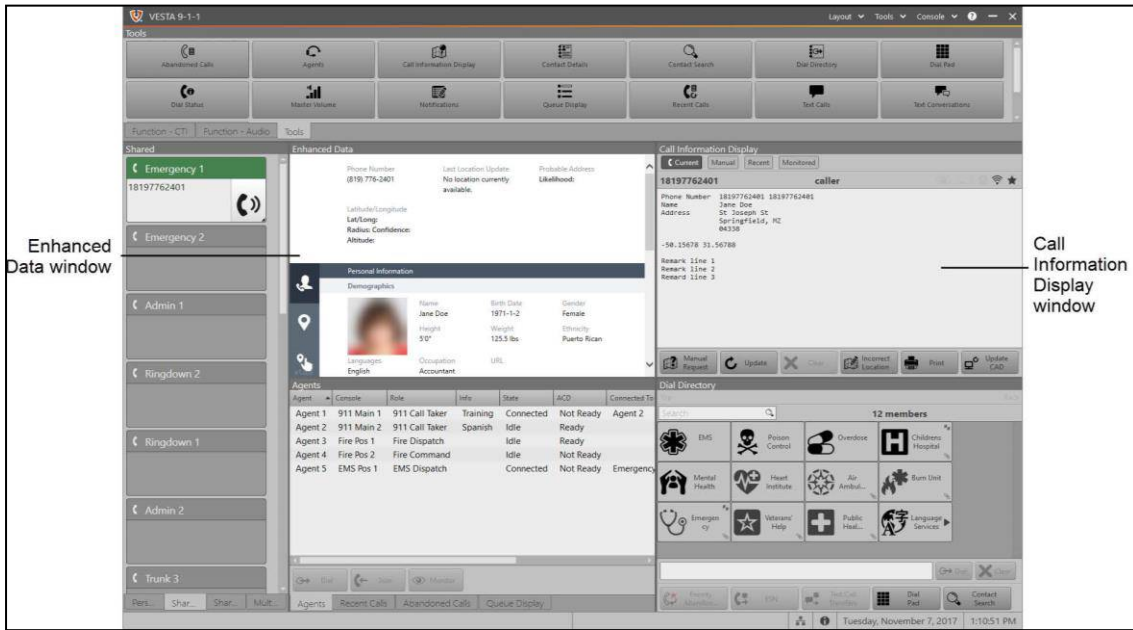 VESTA 9-1-1
Layout Tools Console
Tools
Abandoned Calls Agents Call Information Display Contact Details Contact Search Dial Directory Dial Pad
Dial Status Master Volume Notifications Queue Display Recent Calls Text Calls Text Conversations
Function - CTI Function - Audio Tools
Shared
Emergency 1
18197762401
Emergency 2
Admin 1
Ringdown 2
Ringdown 1
Admin 2
Trunk 3
Pers... Shar... Shar... Mult...
Enhanced Data window
Enhanced Data
Phone Number Last Location Update Probable Address
(819) 776-2401 No location currently available. Likelihood:
Latitude/Longitude
Lat/Long:
Radius: Confidence:
Altitude:
Personal Information
Demographics
Name Birth Date Gender
Jane Doe 1971-1-2 Female
Height Weight Ethnicity
5'0" 125.5 lbs Puerto Rican
Languages Occupation URL
English Accountant
Agents
Agent Console Role Info State ACD Connected To
Agent 1 911 Main 1 911 Call Taker Training Connected Not Ready Agent 2
Agent 2 911 Main 2 911 Call Taker Spanish Idle Ready
Agent 3 Fire Pos 1 Fire Dispatch Idle Ready
Agent 4 Fire Pos 2 Fire Command Idle Not Ready
Agent 5 EMS Pos 1 EMS Dispatch Connected Not Ready Emergency
Dial Join Monitor
Agents Recent Calls Abandoned Calls Queue Display
Call Information Display
Current Manual Recent Monitored
18197762401 caller
Phone Number 18197762401 18197762401
Name Jane Doe
Address St Joseph St
Springfield, MZ
04338
-50.15678 31.56788
Remark line 1
Remark line 2
Remard line 3
Manual Request Update Clear Incorrect Location Print Update CAD
Call
Information
Display
window
Dial Directory
Back
Search 12 members
EMS Poison Control Overdose Childrens Hospital
Mental Health Heart Institute Air Ambul... Burn Unit
Emergency Veterans' Help Public Heal... Language Services
Dial Clear
Dial Pad Contact Search
Tuesday, November 7, 2017 1:10:51 PM